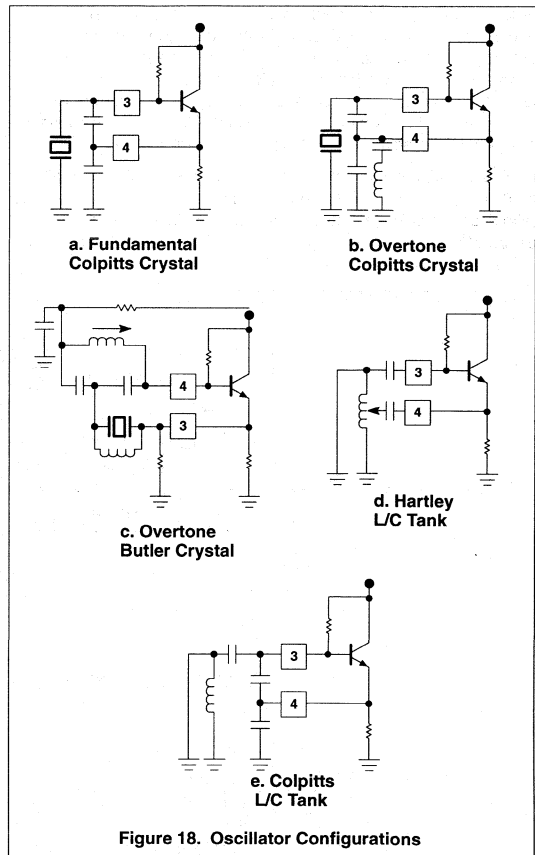 3
4
a. Fundamental
Colpitts Crystal
3
4
b. Overtone
Colpitts Crystal
4
3
c. Overtone
Butler Crystal
3
4
d. Hartley
L/C Tank
3
4
e. Colpitts
L/C Tank
Figure 18. Oscillator Configurations